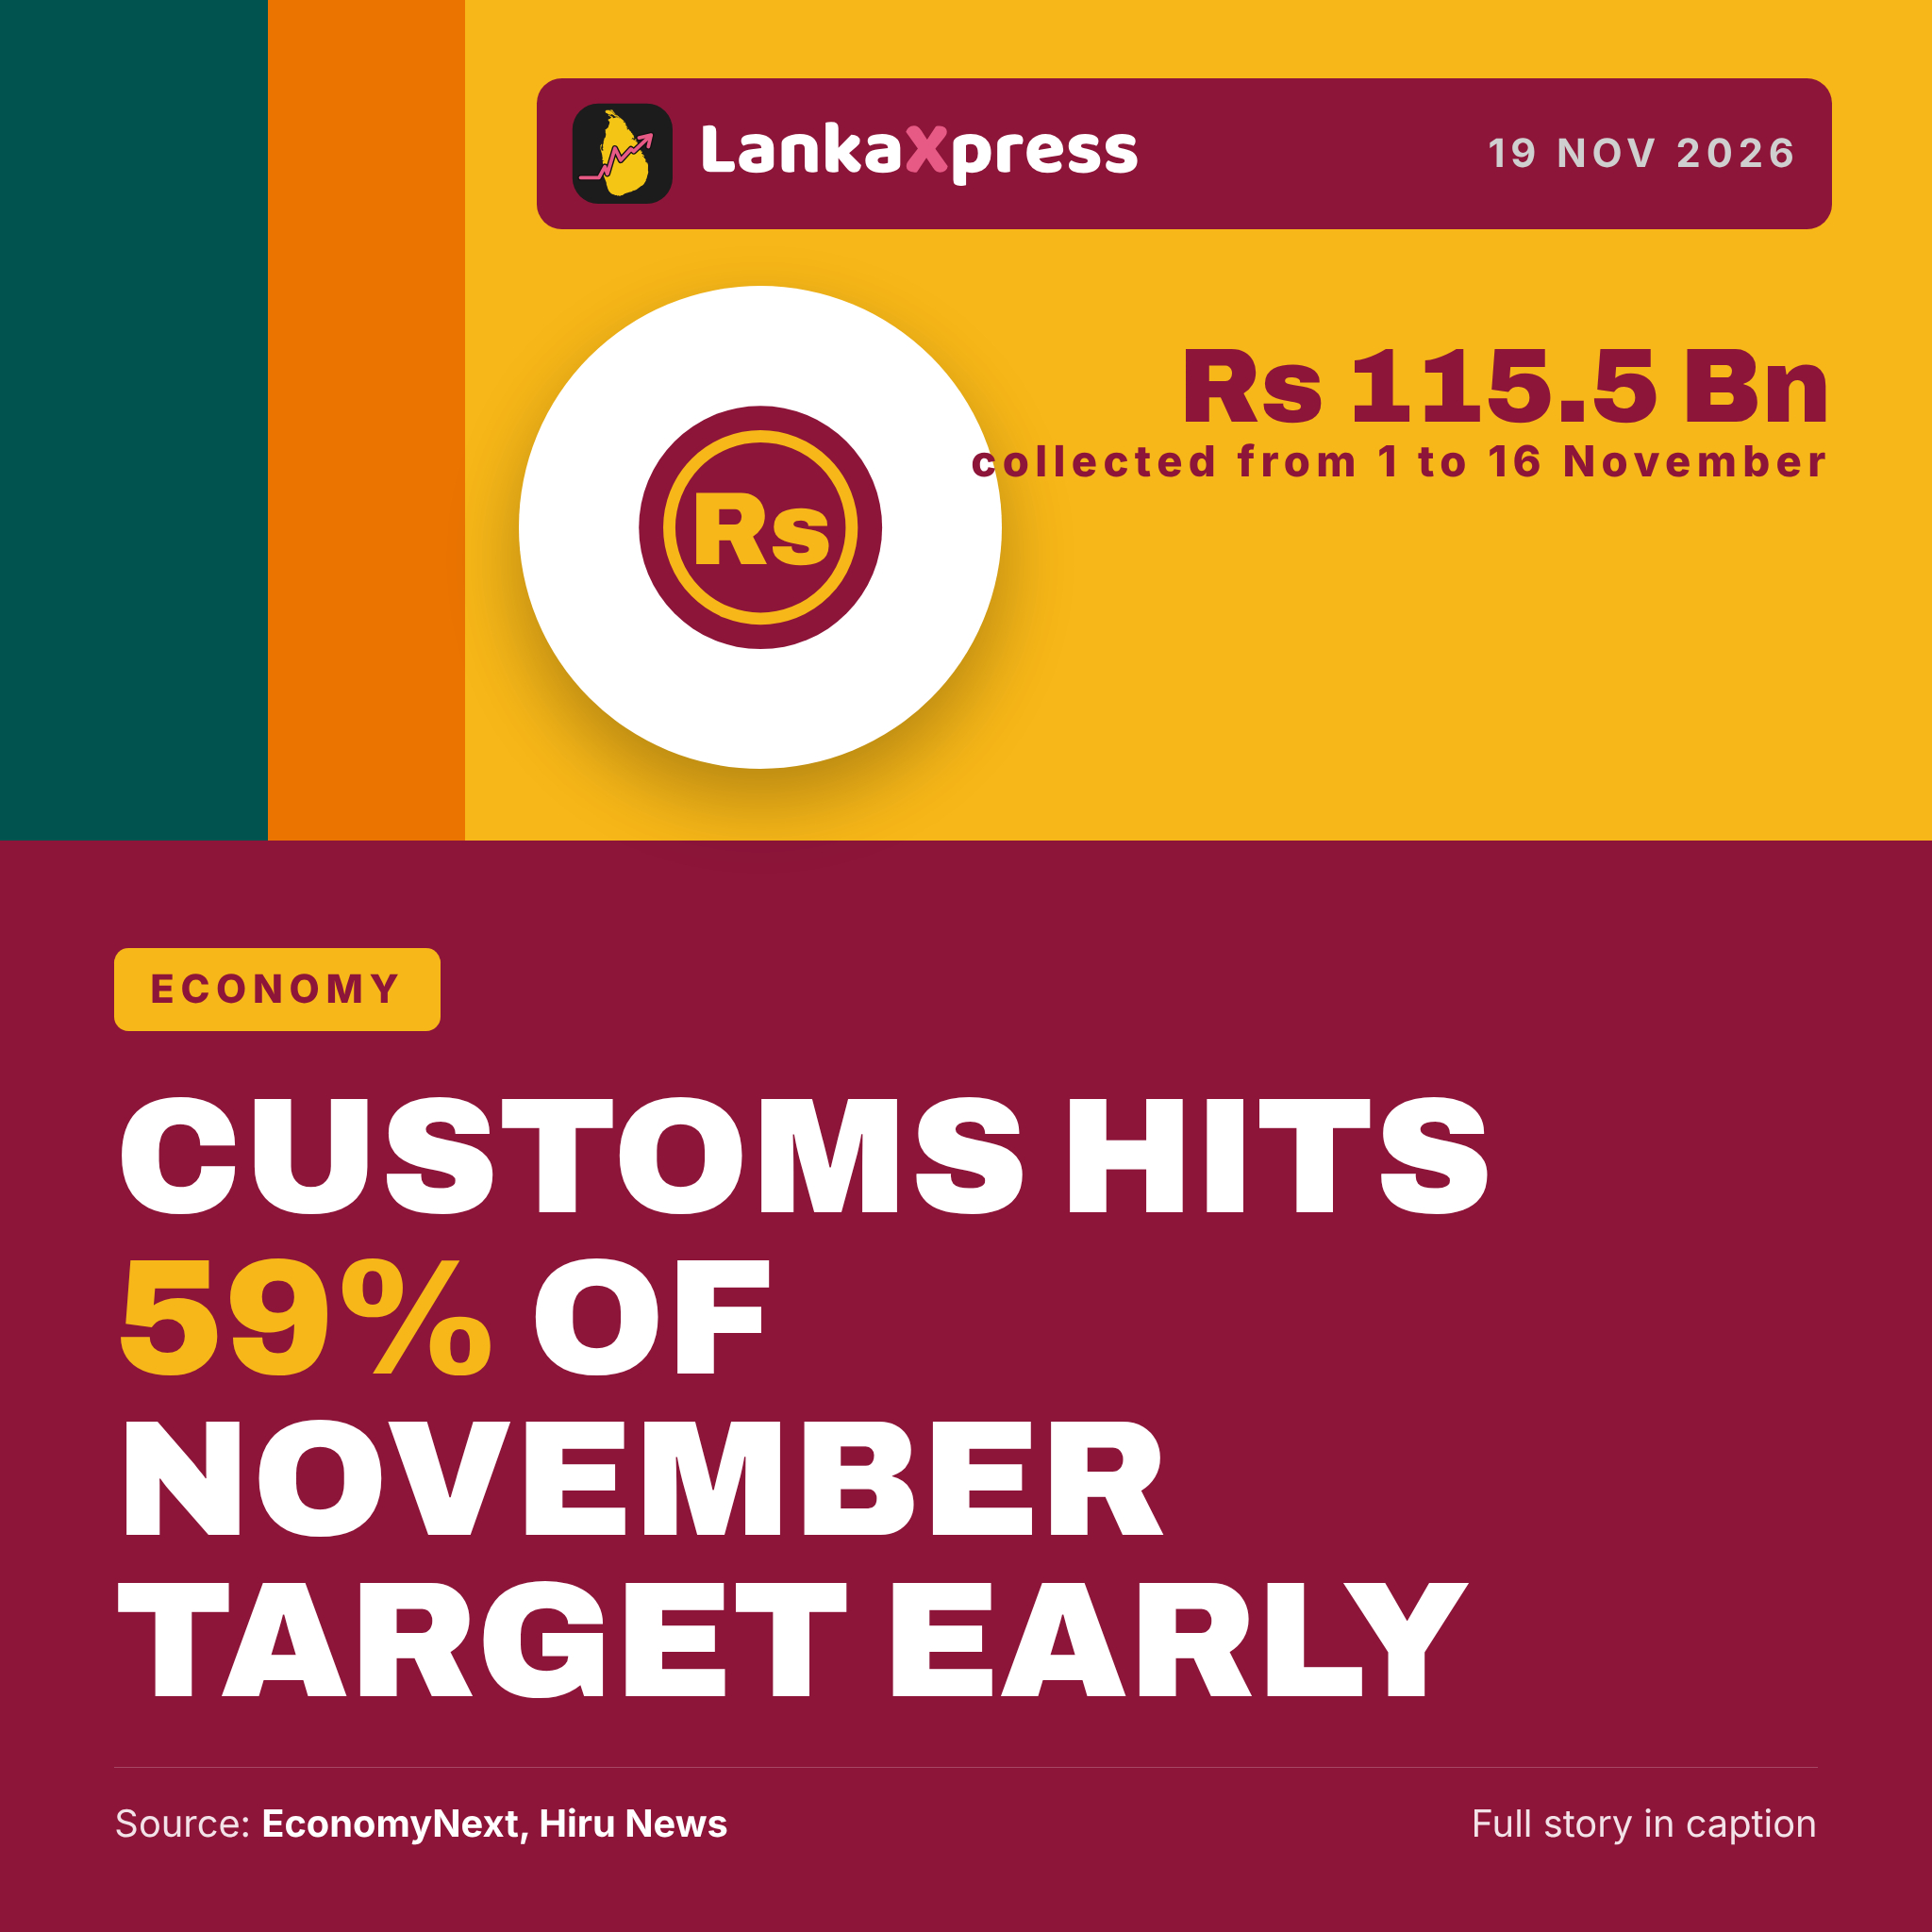 LankaXpress
19 NOV 2026
Rs 115.5 Bn
collected from 1 to 16 November
Rs
ECONOMY
CUSTOMS HITS
59% OF
NOVEMBER
TARGET EARLY
Source: EconomyNext, Hiru News
Full story in caption